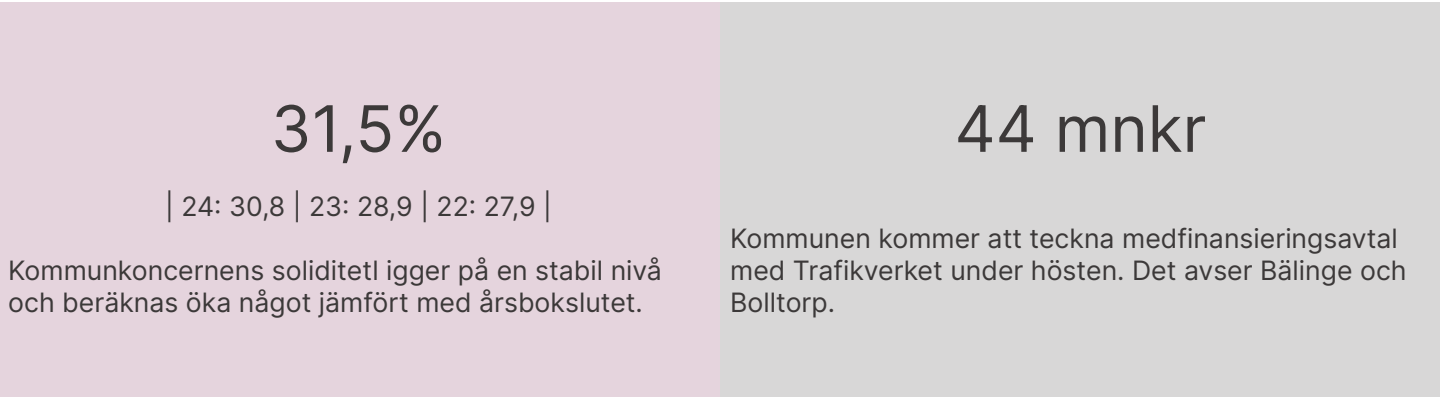 31,5%
| 24: 30,8 | 23: 28,9 | 22: 27,9 |
Kommunkoncernens soliditetl igger på en stabil nivå
och beräknas öka något jämfört med årsbokslutet.
44 mnkr
Kommunen kommer att teckna medfinansieringsavtal
med Trafikverket under hösten. Det avser Bälinge och
Bolltorp.